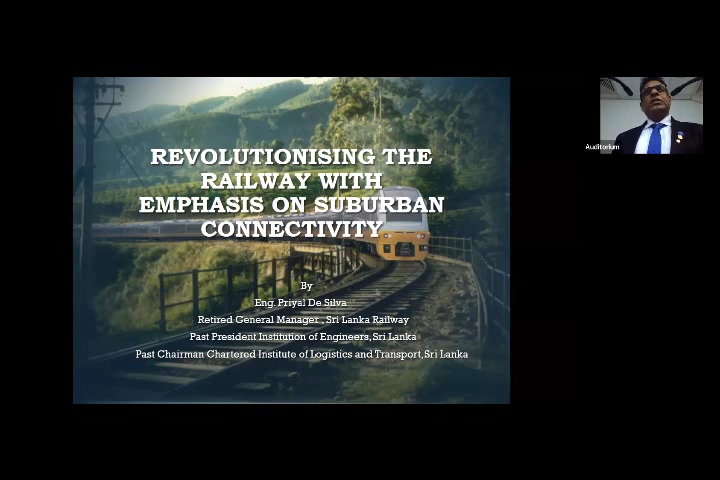 REVOLUTIONISING THE
RAILWAY WITH
EMPHASIS ON SUBURBAN
CONNECTIVITY
By
Eng. Priyal De Silva
Retired General Manager , Sri Lanka Railway
Past President Institution of Engineers,Sri Lanka
Past Chairman Chartered Institute of Logistics and Transport,Sri Lanka
Auditorium